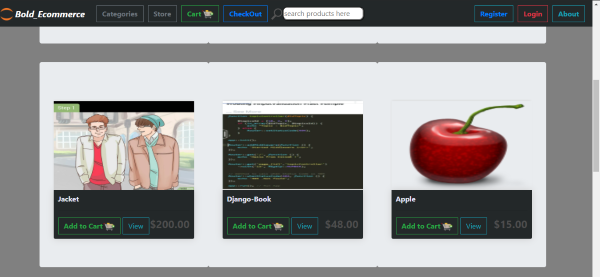 Bold_Ecommerce Categories Store Cart CheckOut search products here Register Login About
Step 1
Jacket
Add to Cart View $200.00
Django-Book
Add to Cart View $48.00
Apple
Add to Cart View $15.00